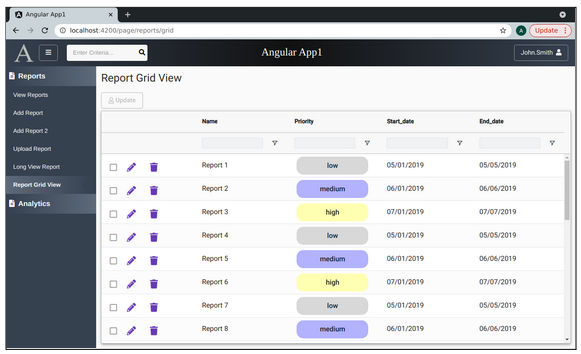 Angular App1
localhost:4200/page/reports/grid
A
Update
A
Enter Criteria...
Angular App1
John.Smith
Reports
View Reports
Add Report
Add Report 2
Upload Report
Long View Report
Report Grid View
Analytics
Report Grid View
Update
Name Priority Start_date End_date
Report 1 low 05/01/2019 05/05/2019
Report 2 medium 06/01/2019 06/06/2019
Report 3 high 07/01/2019 07/07/2019
Report 4 low 05/01/2019 05/05/2019
Report 5 medium 06/01/2019 06/06/2019
Report 6 high 07/01/2019 07/07/2019
Report 7 low 05/01/2019 05/05/2019
Report 8 medium 06/01/2019 06/06/2019